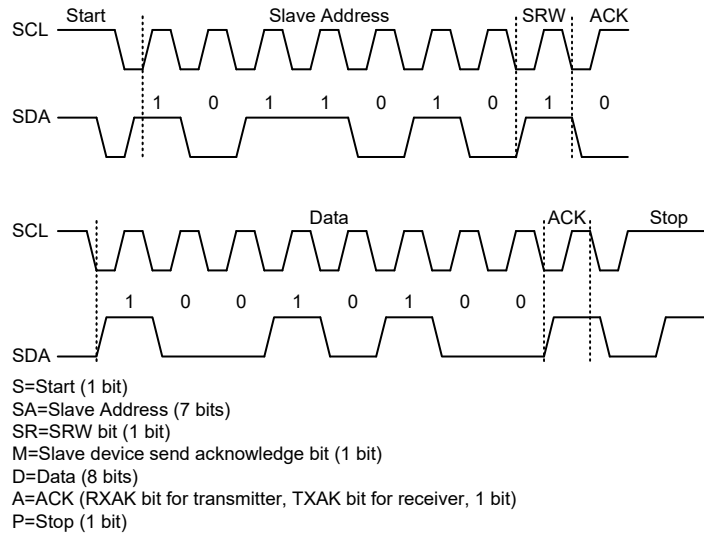 Start Slave Address SRW ACK
SCL
1 0 1 1 0 1 0 1 0
SDA
Data ACK Stop
SCL
1 0 0 1 0 1 0 0
SDA
S=Start (1 bit)
SA=Slave Address (7 bits)
SR=SRW bit (1 bit)
M=Slave device send acknowledge bit (1 bit)
D=Data (8 bits)
A=ACK (RXAK bit for transmitter, TXAK bit for receiver, 1 bit)
P=Stop (1 bit)